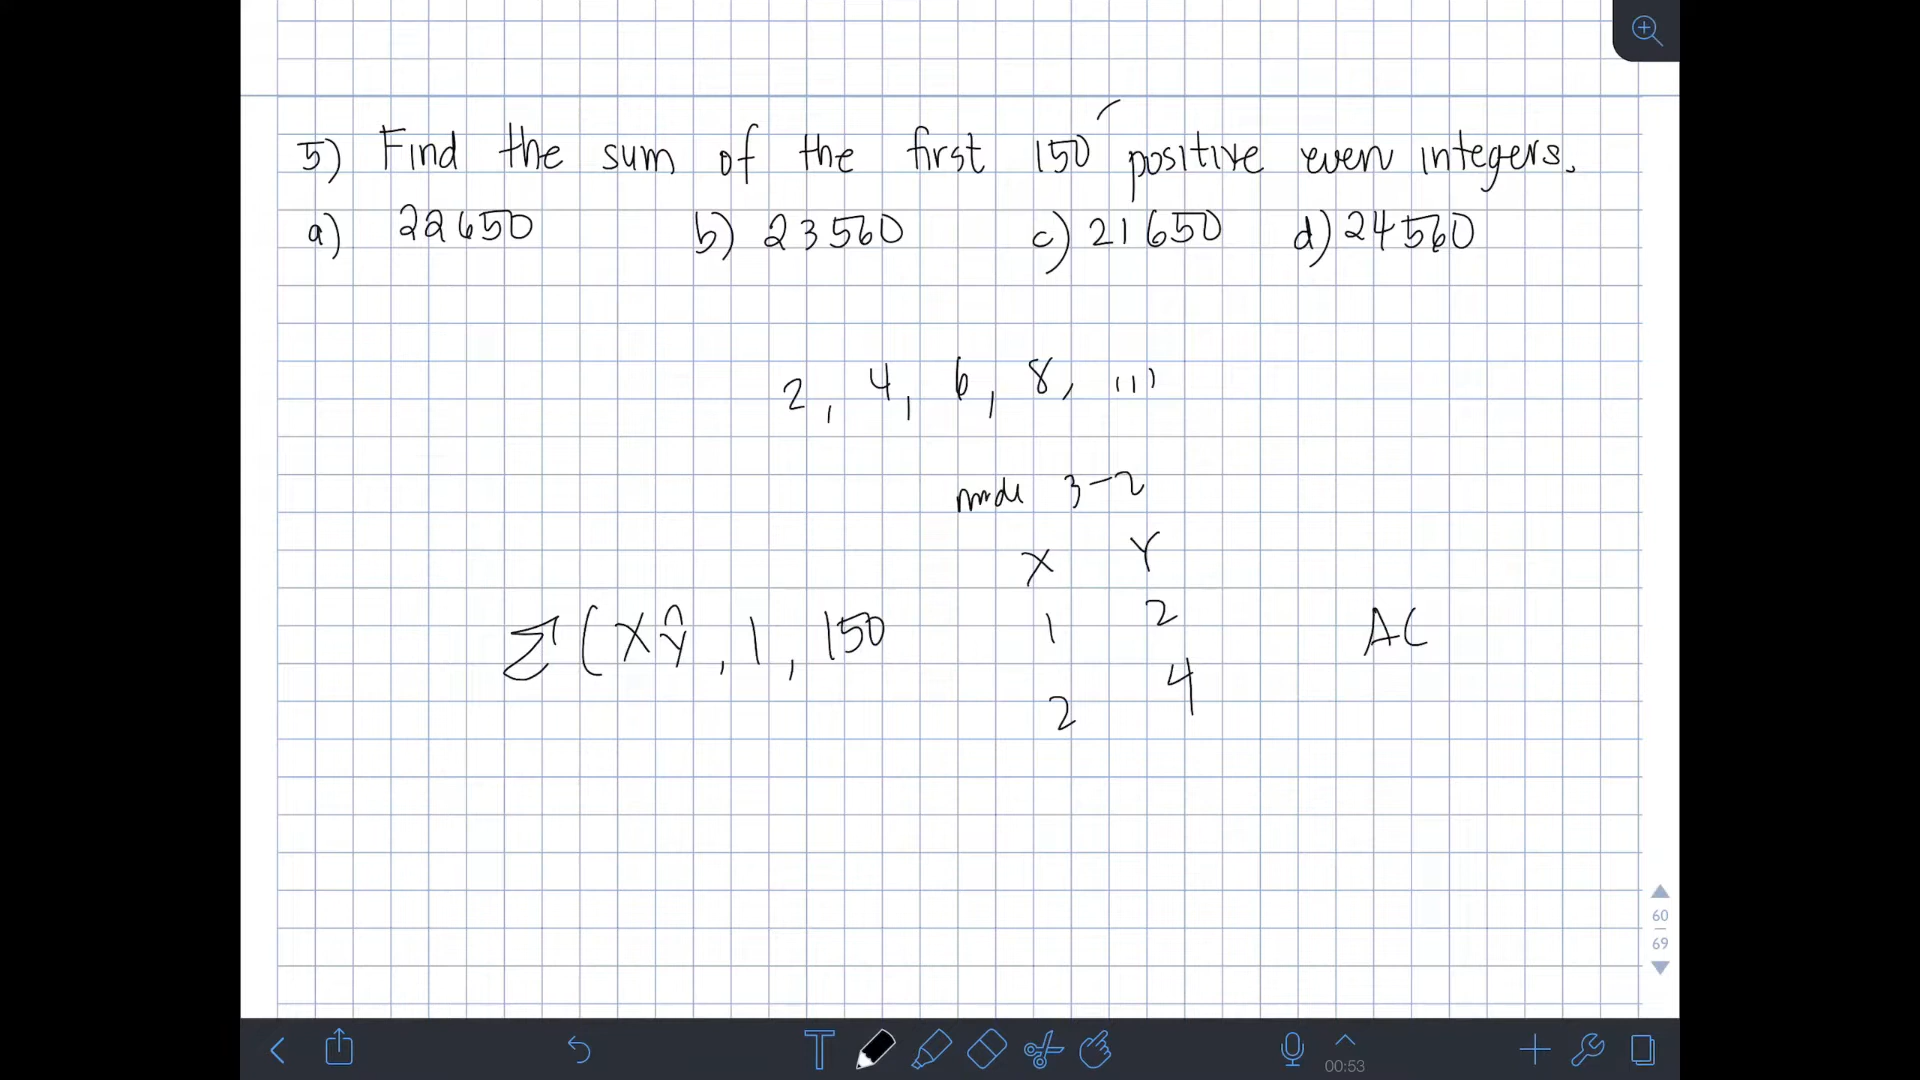 5) Find the sum of the first 150 positive even integers.
a) 22650 b) 23560 c) 21650 d) 24560
2, 4, 6, 8, ...
mode 3-2
X Y
Σ(Xŷ, 1, 150 1 2 AC
2 4
60
69
T 00:53